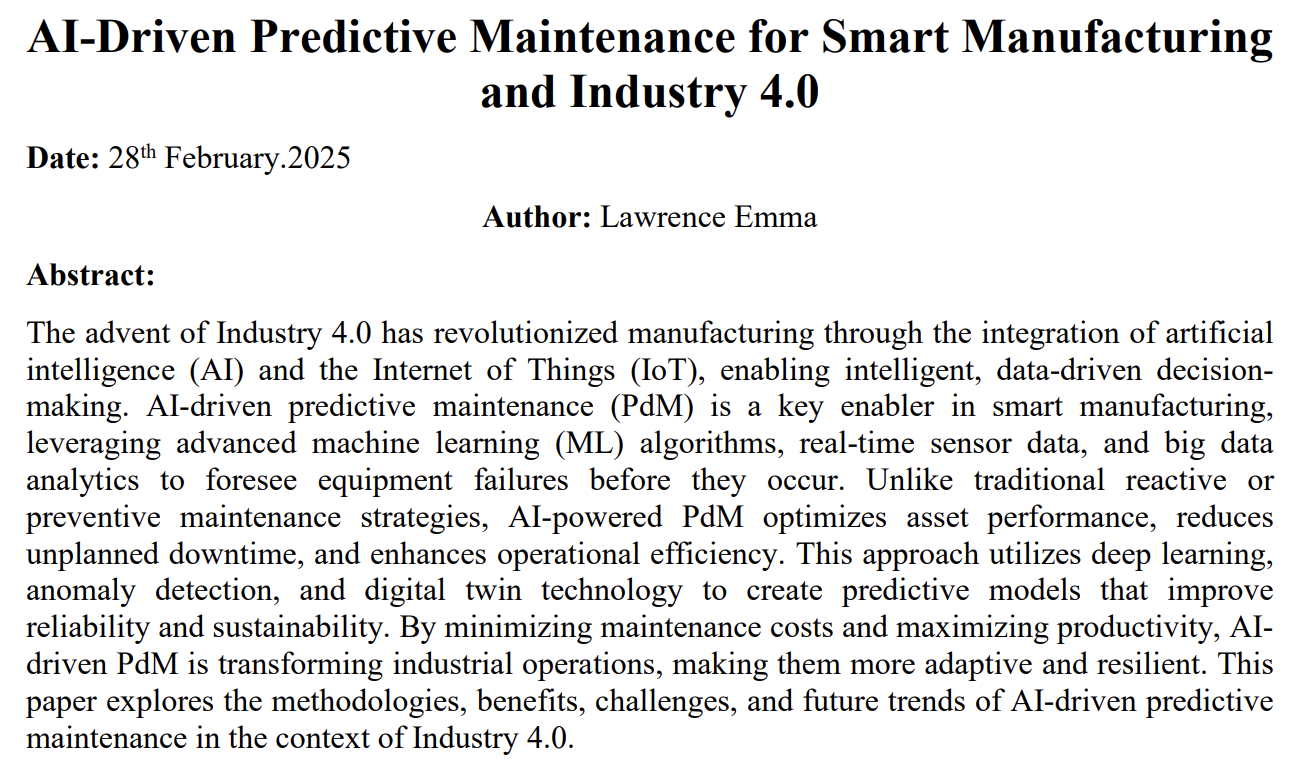 AI-Driven Predictive Maintenance for Smart Manufacturing
and Industry 4.0
Date: 28th February.2025
Author: Lawrence Emma
Abstract:
The advent of Industry 4.0 has revolutionized manufacturing through the integration of artificial
intelligence (AI) and the Internet of Things (IoT), enabling intelligent, data-driven decision-
making. AI-driven predictive maintenance (PdM) is a key enabler in smart manufacturing,
leveraging advanced machine learning (ML) algorithms, real-time sensor data, and big data
analytics to foresee equipment failures before they occur. Unlike traditional reactive or
preventive maintenance strategies, AI-powered PdM optimizes asset performance, reduces
unplanned downtime, and enhances operational efficiency. This approach utilizes deep learning,
anomaly detection, and digital twin technology to create predictive models that improve
reliability and sustainability. By minimizing maintenance costs and maximizing productivity, AI-
driven PdM is transforming industrial operations, making them more adaptive and resilient. This
paper explores the methodologies, benefits, challenges, and future trends of AI-driven predictive
maintenance in the context of Industry 4.0.